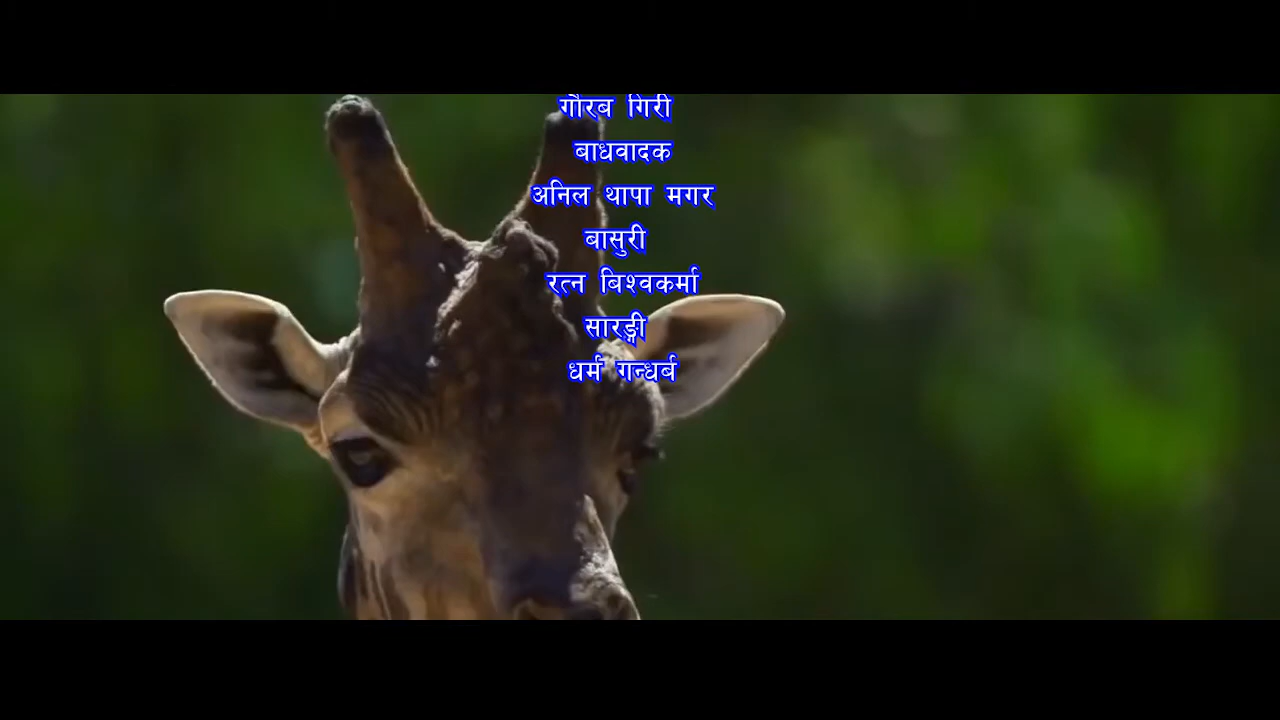 गौरब गिरी
बाधवादक
अनिल थापा मगर
बासुरी
रत्न बिश्वकर्मा
सारङ्गी
धर्म गन्धर्ब